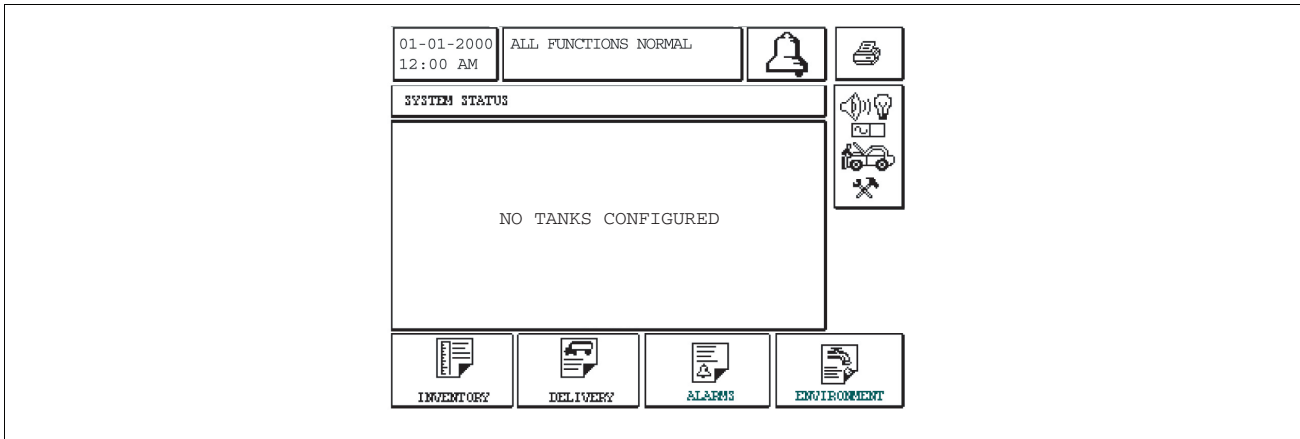 01-01-2000
12:00 AM
ALL FUNCTIONS NORMAL
SYSTEM STATUS
NO TANKS CONFIGURED
INVENTORY
DELIVERY
ALARMS
ENVIRONMENT